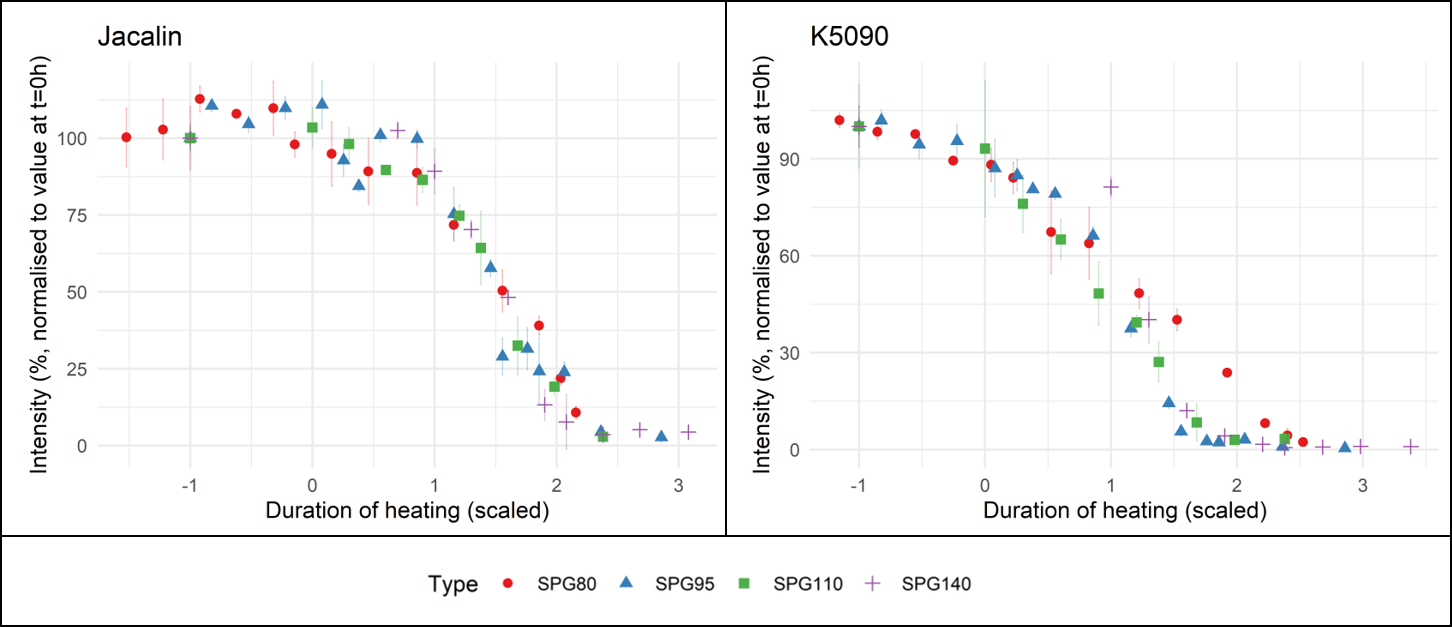 Jacalin
Intensity (%, normalised to value at t=0h)
100
75
50
25
0
-1 0 1 2 3
Duration of heating (scaled)
K5090
Intensity (%, normalised to value at t=0h)
90
60
30
0
-1 0 1 2 3
Duration of heating (scaled)
Type SPG80 SPG95 SPG110 SPG140